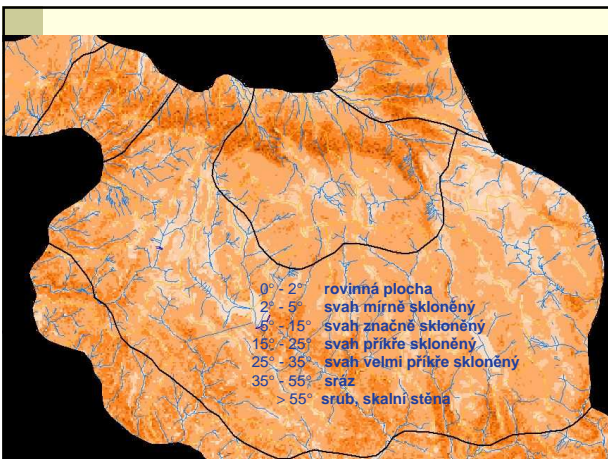 0° - 2° rovinná plocha
2° - 5° svah mírně skloněný
5° - 15° svah značně skloněný
15° - 25° svah příkře skloněný
25° - 35° svah velmi příkře skloněný
35° - 55° sráz
> 55° srub, skalní stěna